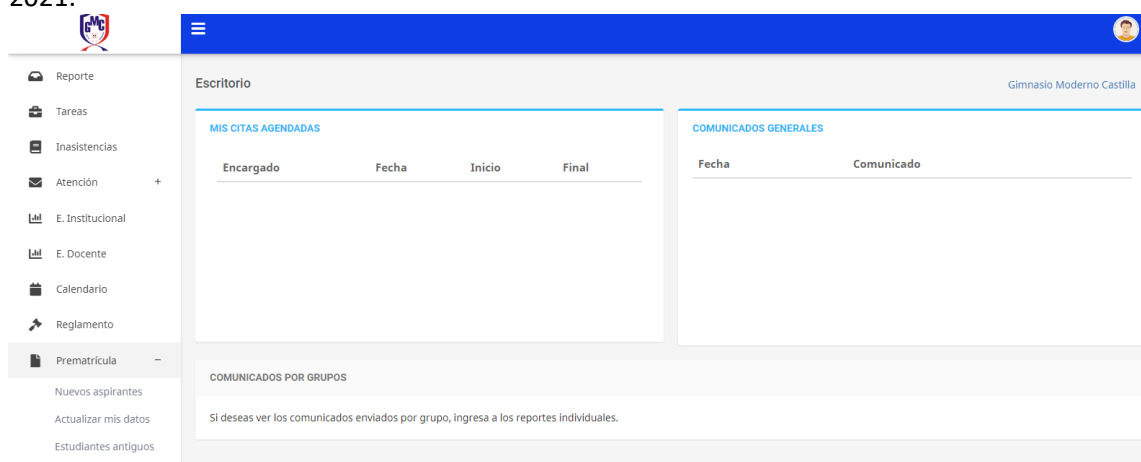 2021.
GMC
Reporte
Tareas
Inasistencias
Atención +
E. Institucional
E. Docente
Calendario
Reglamento
Prematrícula −
Nuevos aspirantes
Actualizar mis datos
Estudiantes antiguos
Escritorio
Gimnasio Moderno Castilla
MIS CITAS AGENDADAS
Encargado Fecha Inicio Final
COMUNICADOS GENERALES
Fecha Comunicado
COMUNICADOS POR GRUPOS
Si deseas ver los comunicados enviados por grupo, ingresa a los reportes individuales.